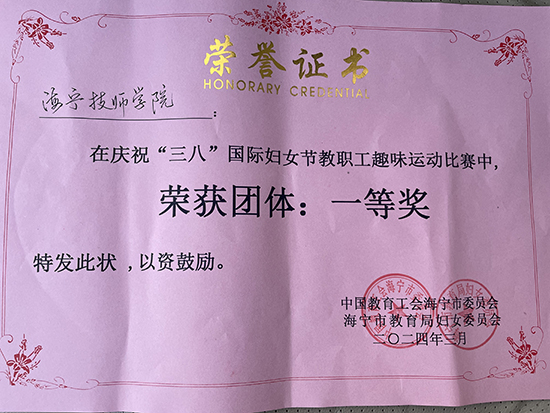 荣誉证书
HONORARY CREDENTIAL
海宁技师学院：
在庆祝“三八”国际妇女节教职工趣味运动比赛中,
荣获团体：一等奖
特发此状,以资鼓励。
中国教育工会海宁市委员会
海宁市教育局妇女委员会
二〇二四年三月